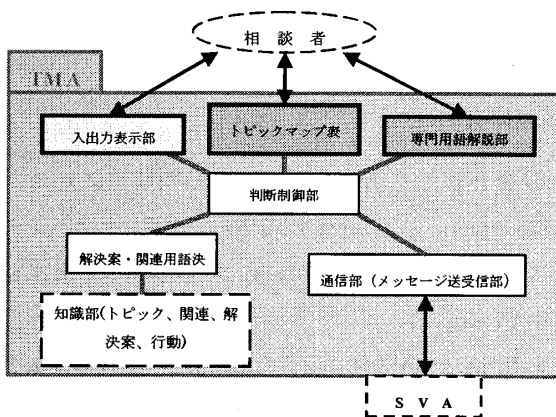 相 談 者
TMA
入出力表示部
トピックマップ表
専門用語解説部
判断制御部
解決案・関連用語決
通信部（メッセージ送受信部）
知識部(トピック、関連、解
決案、行動)
S V A